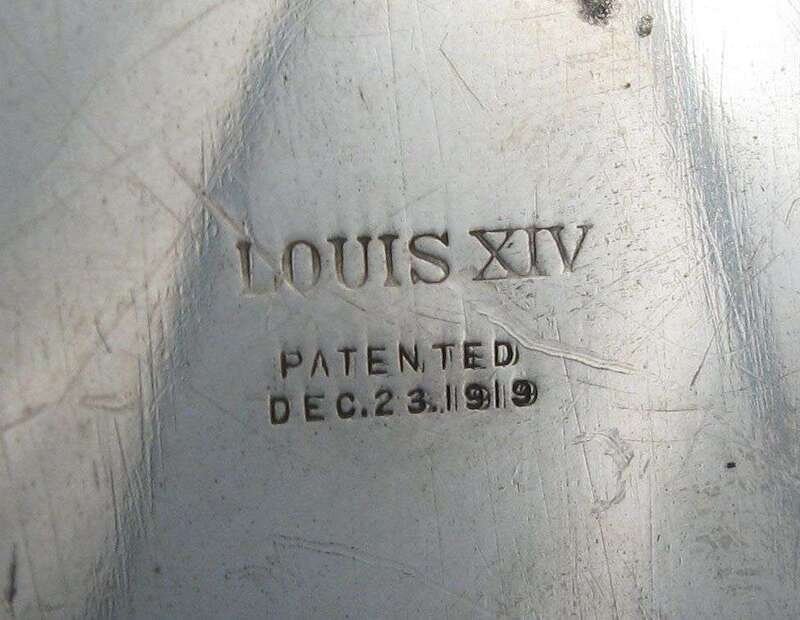 LOUIS XIV
PATENTED
DEC. 23. 1919